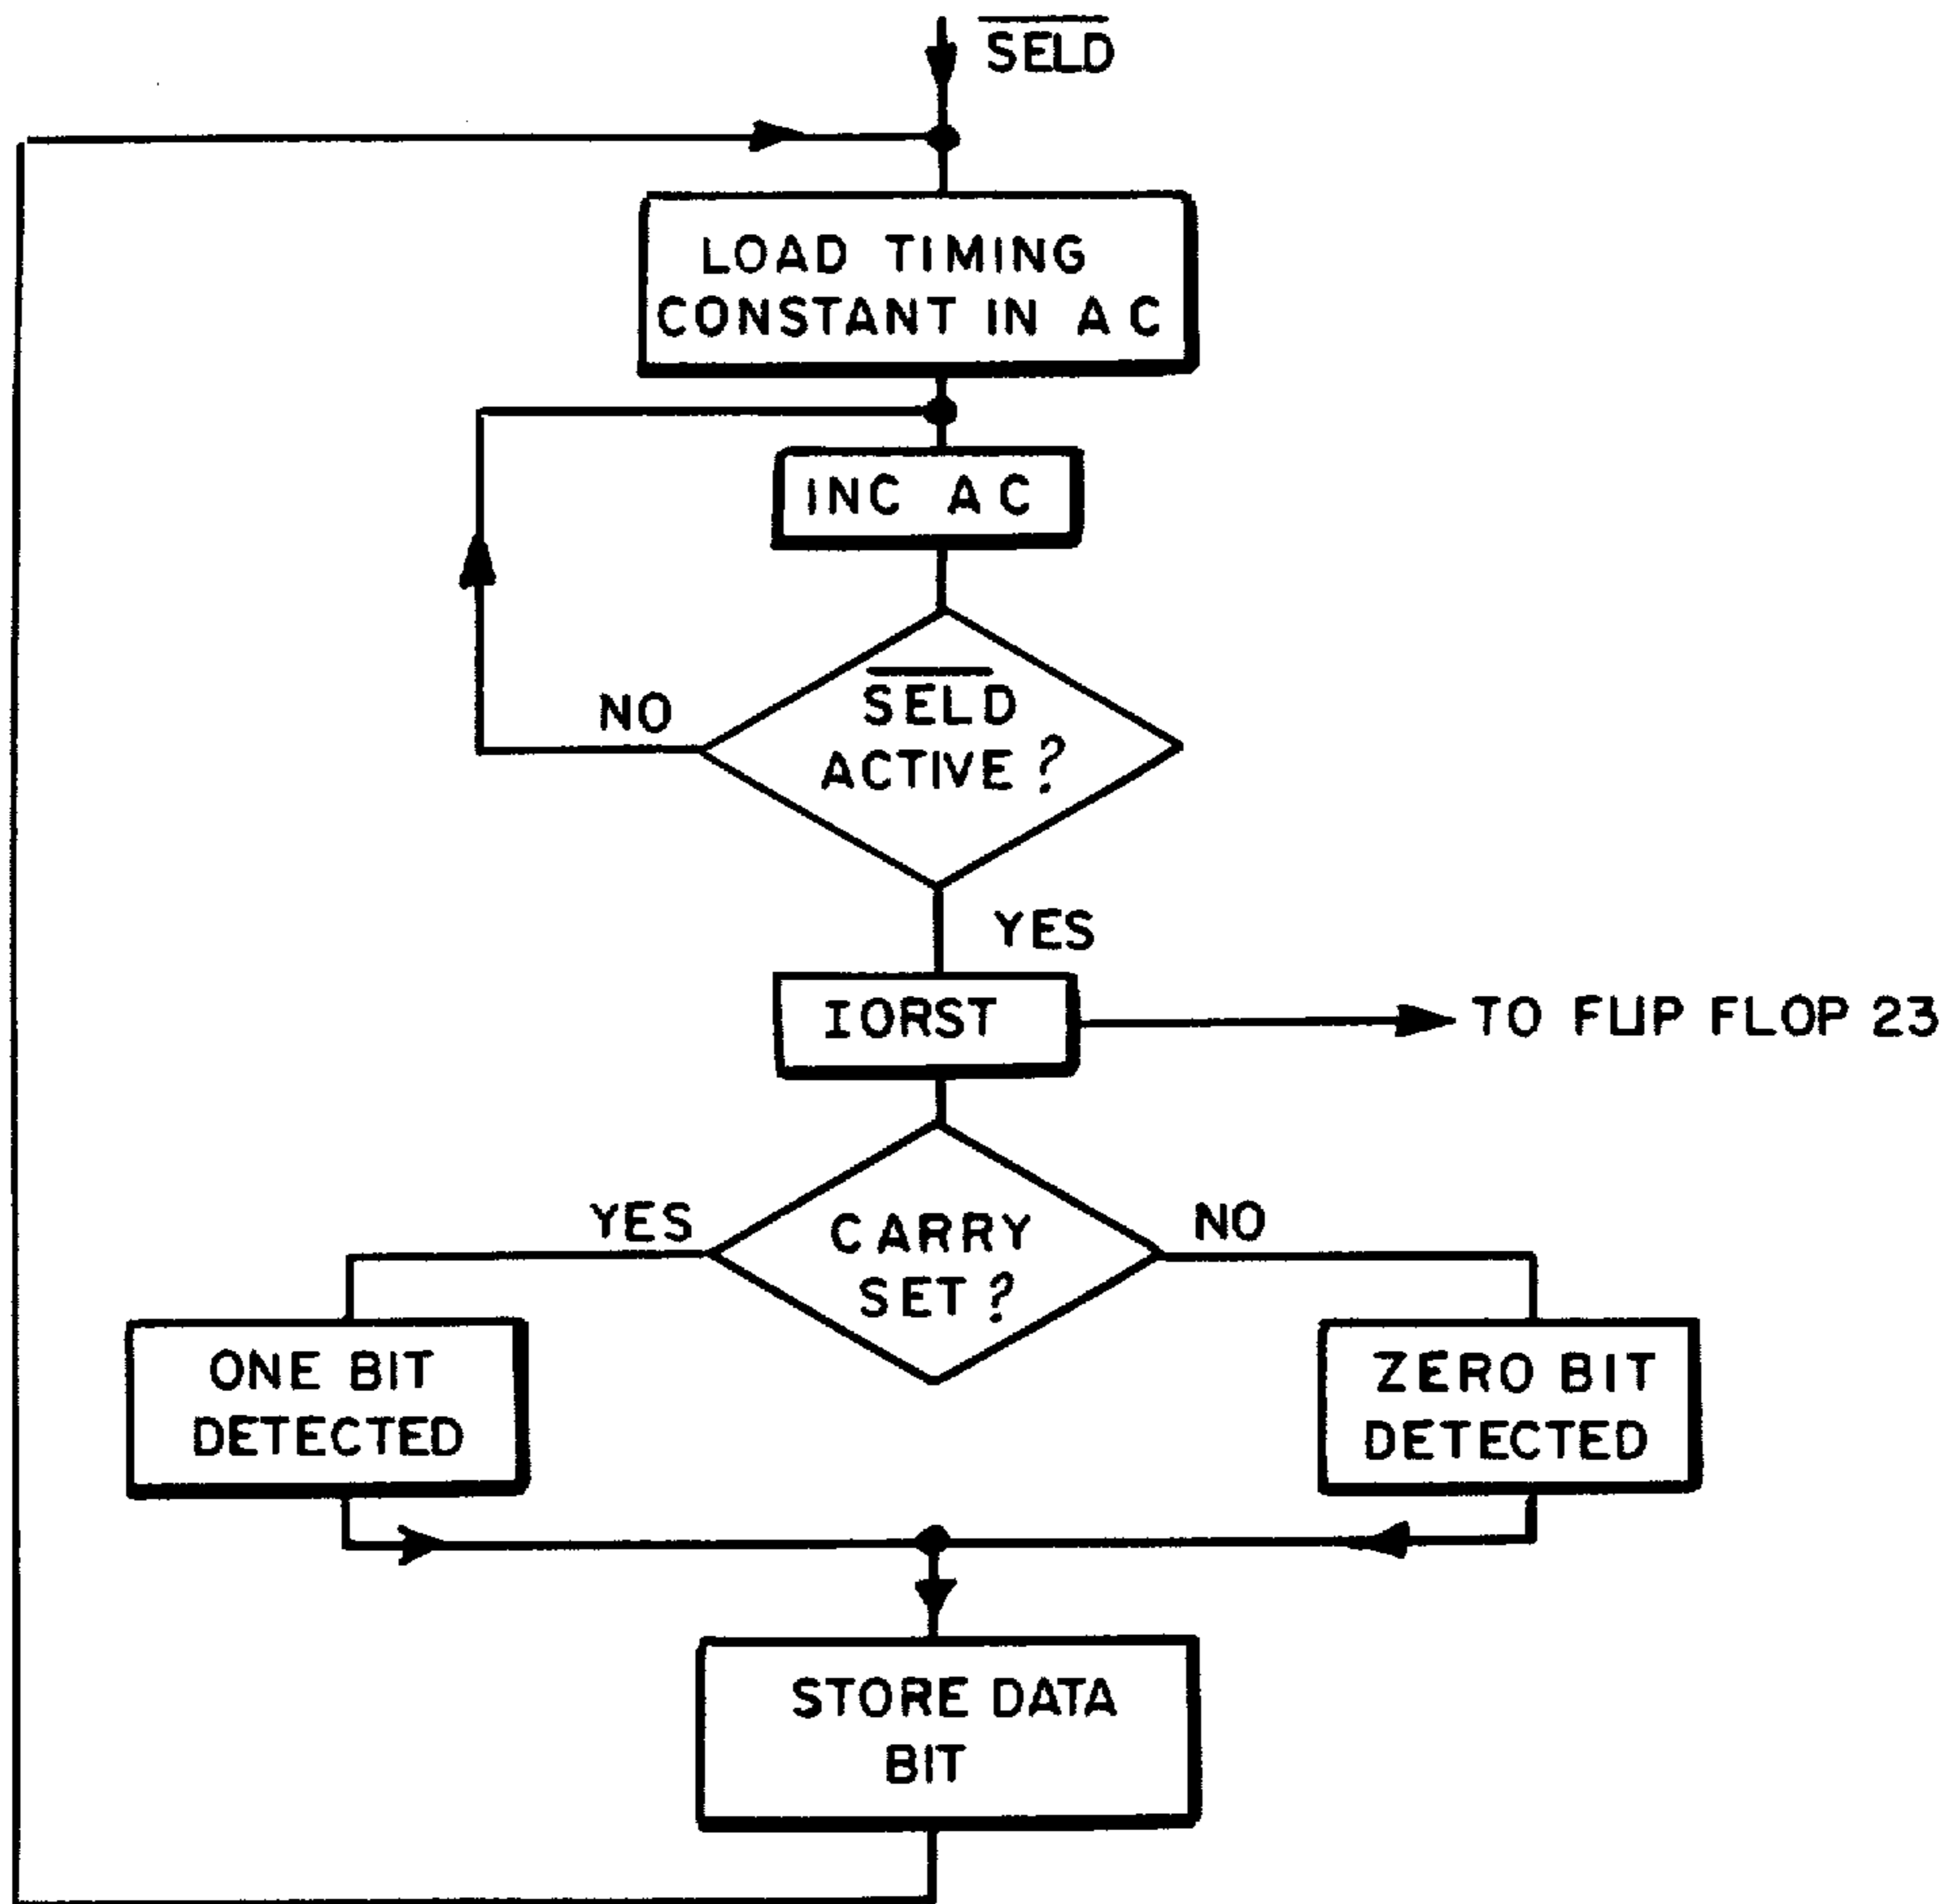 SELD
LOAD TIMING
CONSTANT IN AC
INC AC
SELD
ACTIVE?
NO
YES
IORST
TO FLIP FLOP 23
CARRY
SET?
YES
NO
ONE BIT
DETECTED
ZERO BIT
DETECTED
STORE DATA
BIT